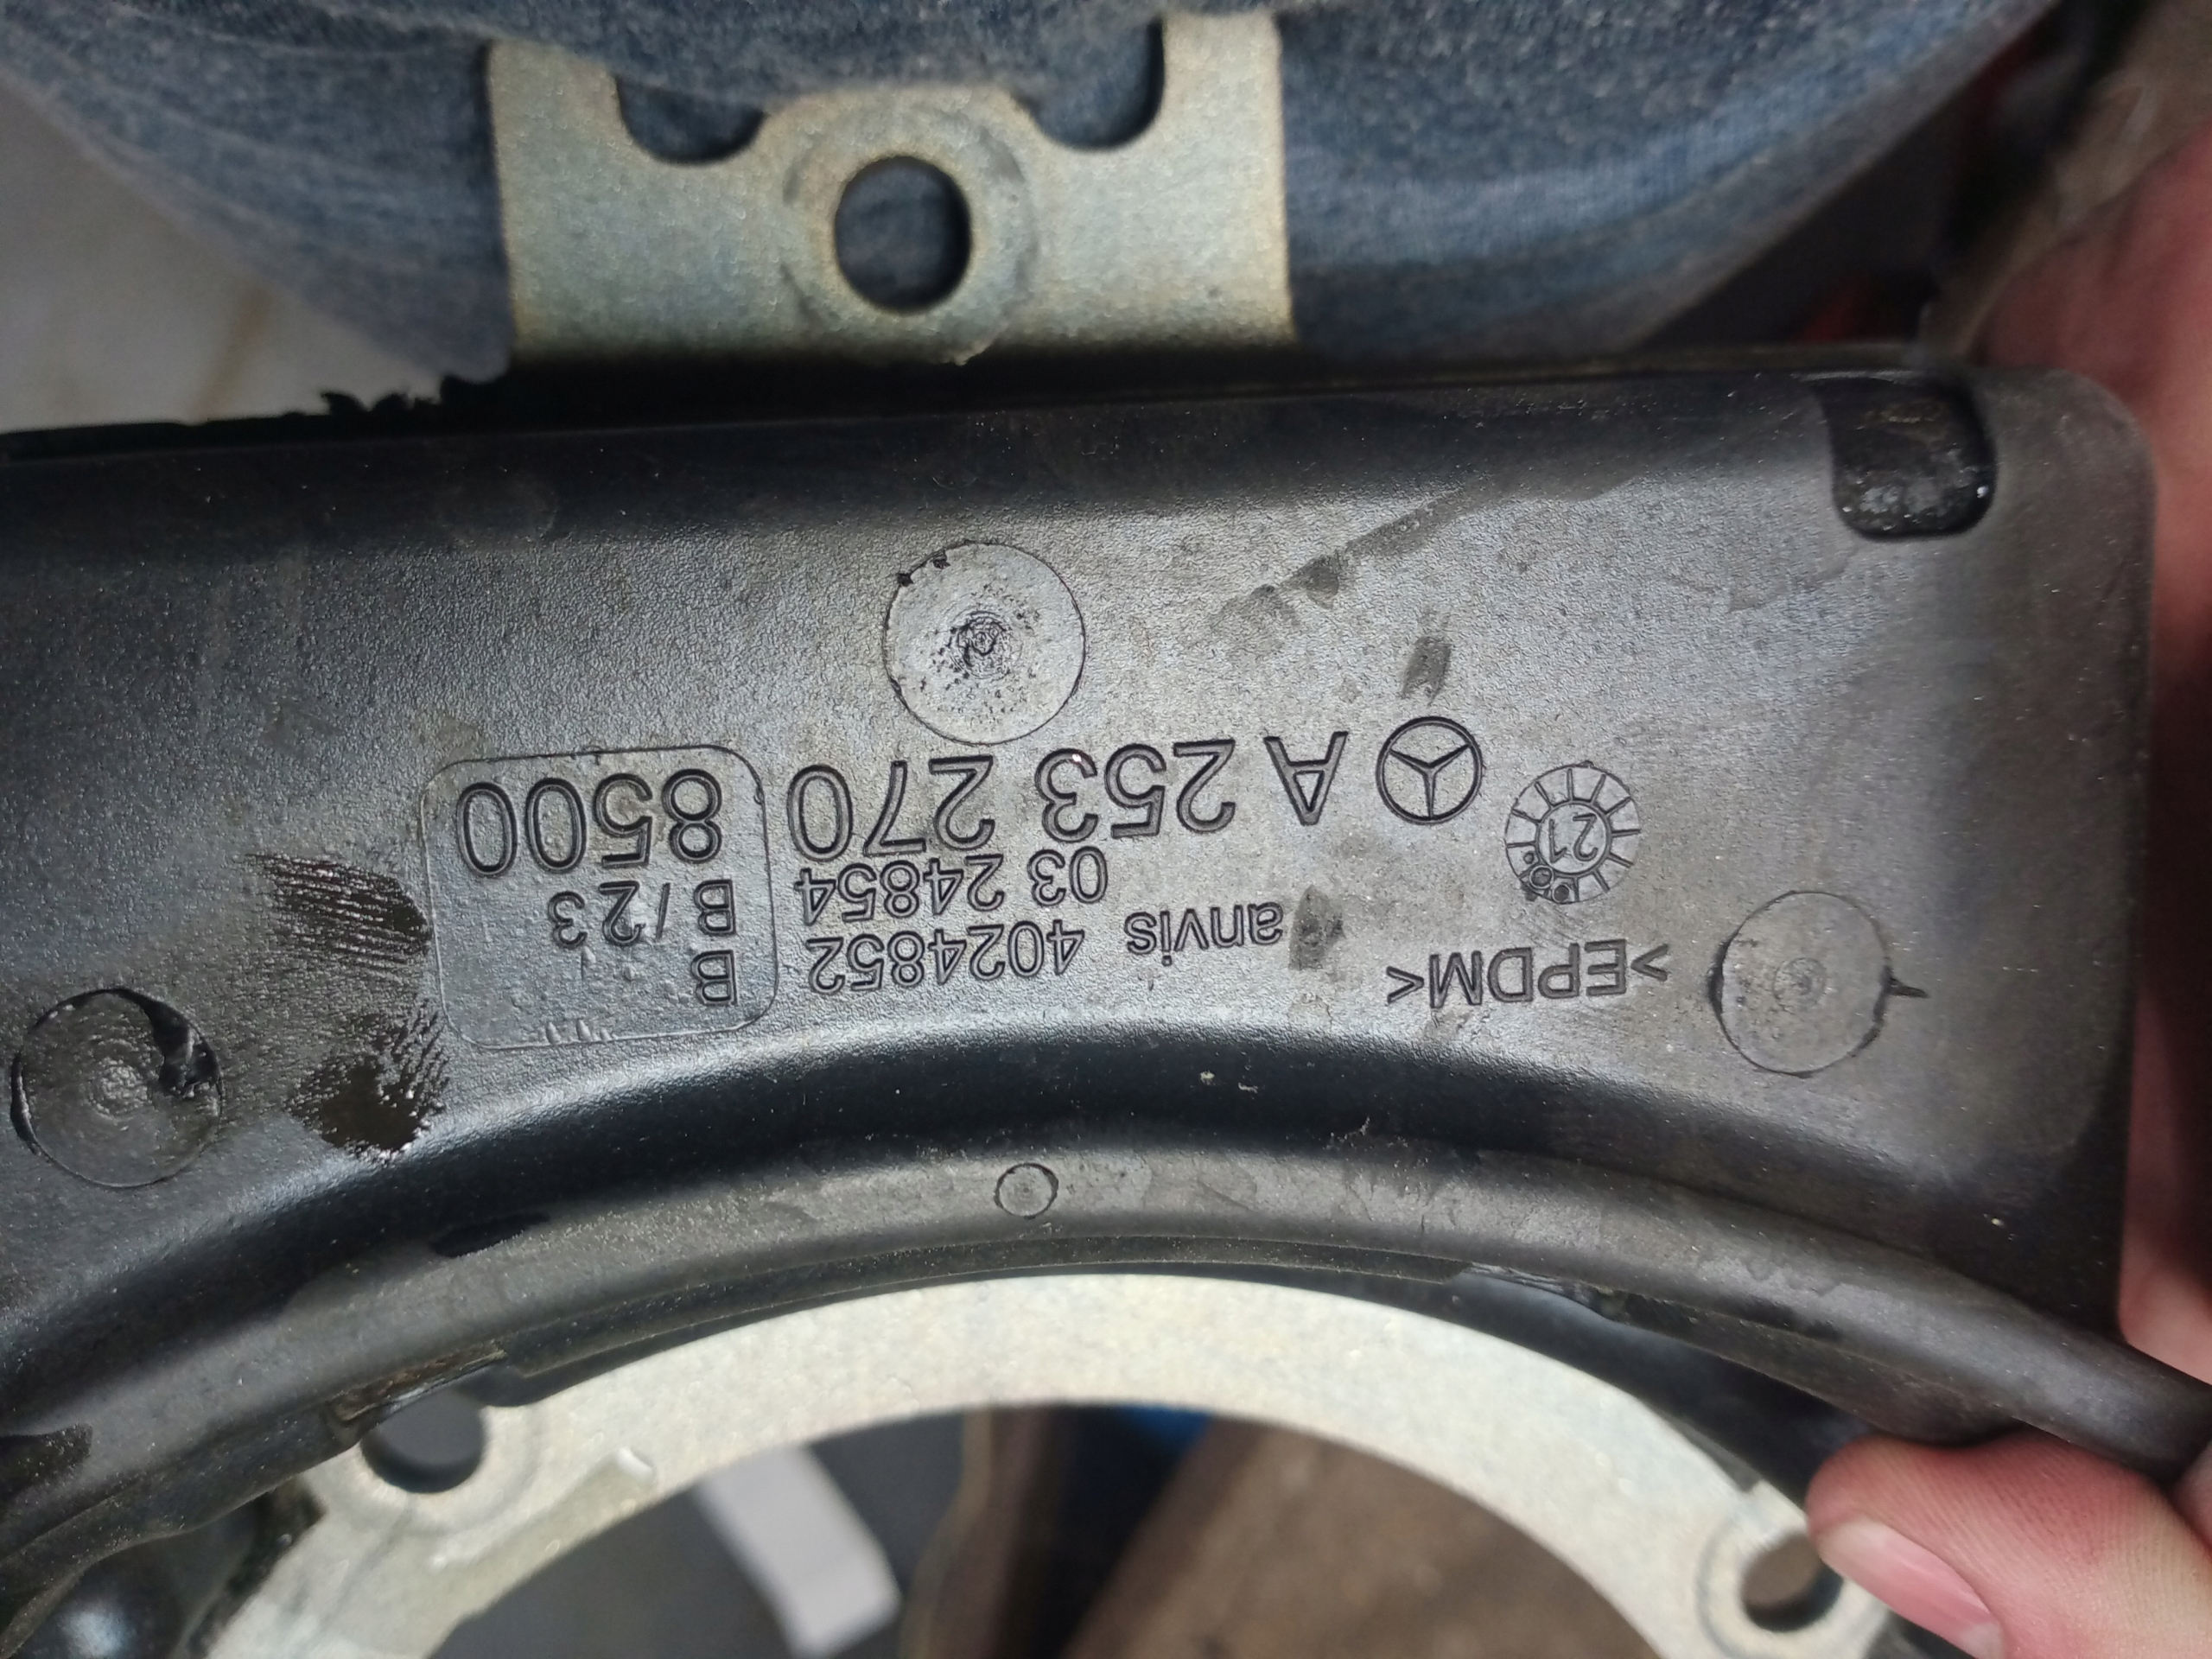 >EPDM< anvis 4024852 B
21 03 24854 B /23
A 253 270 8500